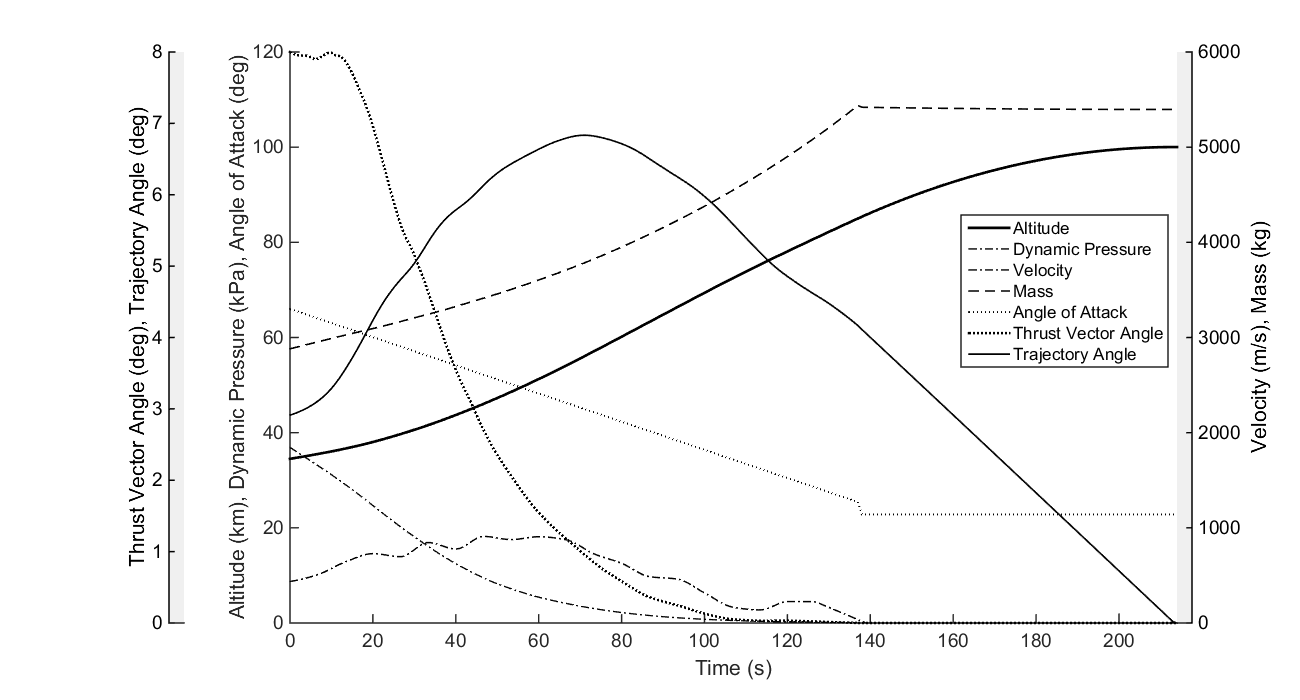 Thrust Vector Angle (deg), Trajectory Angle (deg)
8
7
6
5
4
3
2
1
0
Altitude (km), Dynamic Pressure (kPa), Angle of Attack (deg)
120
100
80
60
40
20
0
0 20 40 60 80 100 120 140 160 180 200
Time (s)
Altitude
Dynamic Pressure
Velocity
Mass
Angle of Attack
Thrust Vector Angle
Trajectory Angle
6000
5000
4000
3000
2000
1000
0
Velocity (m/s), Mass (kg)